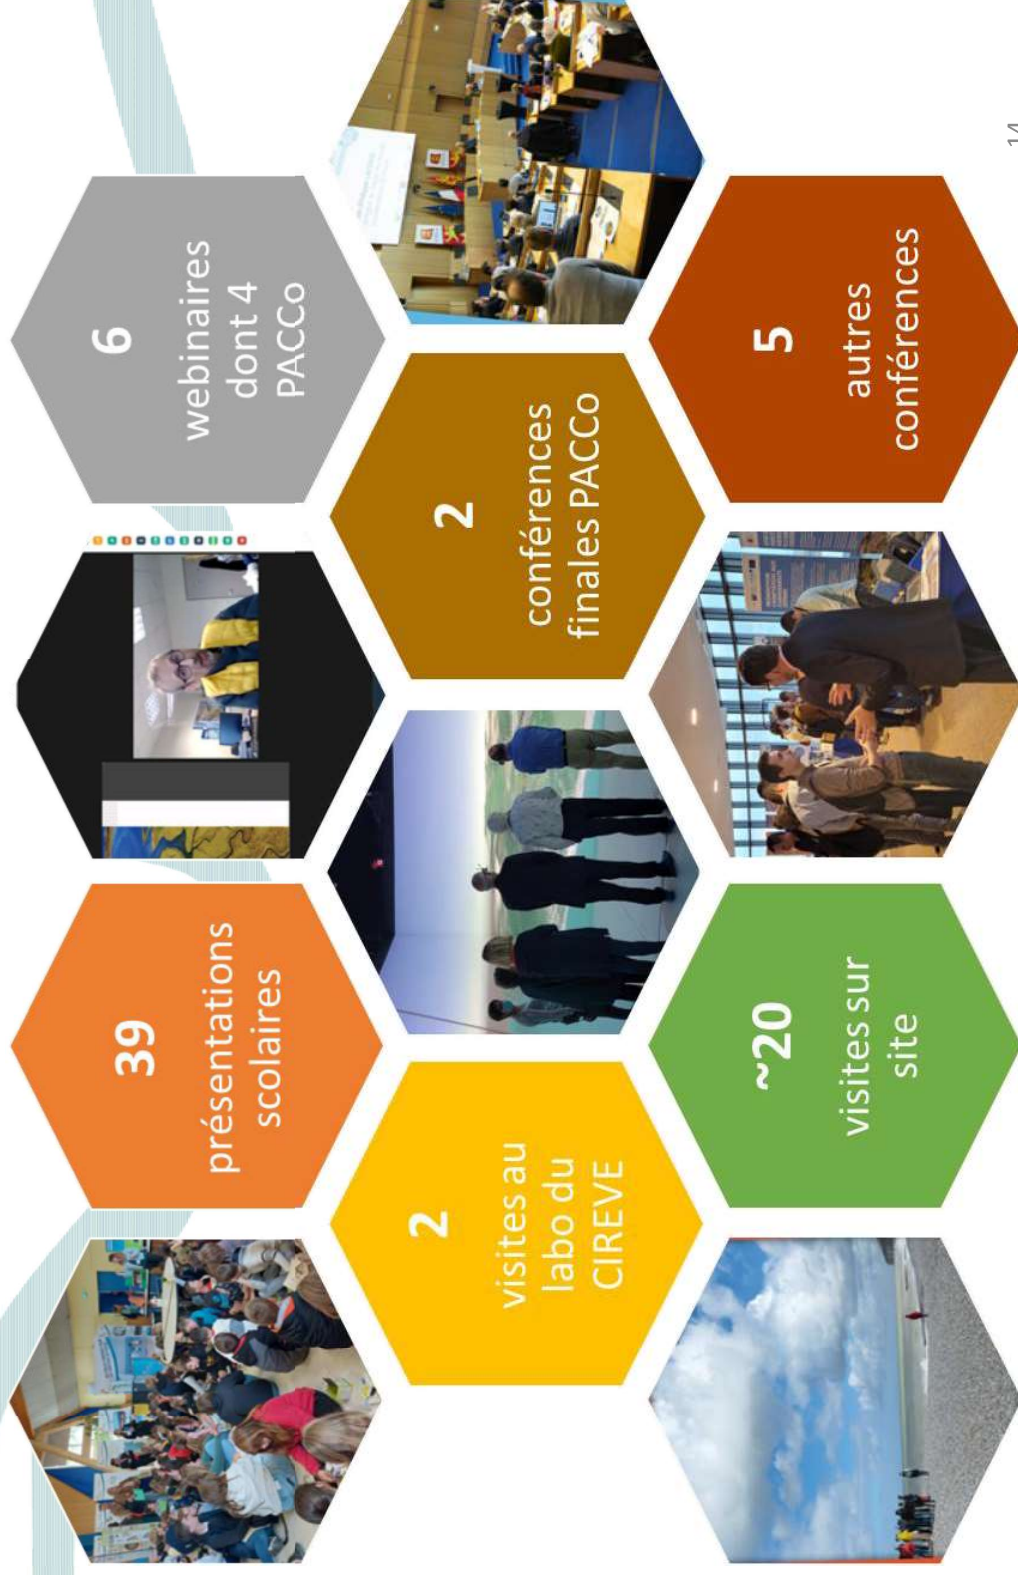 39
présentations
scolaires
6
webinaires
dont 4
PACCo
2
visites au
labo du
CIREVE
2
conférences
finales PACCo
~20
visites sur
site
5
autres
conférences
14